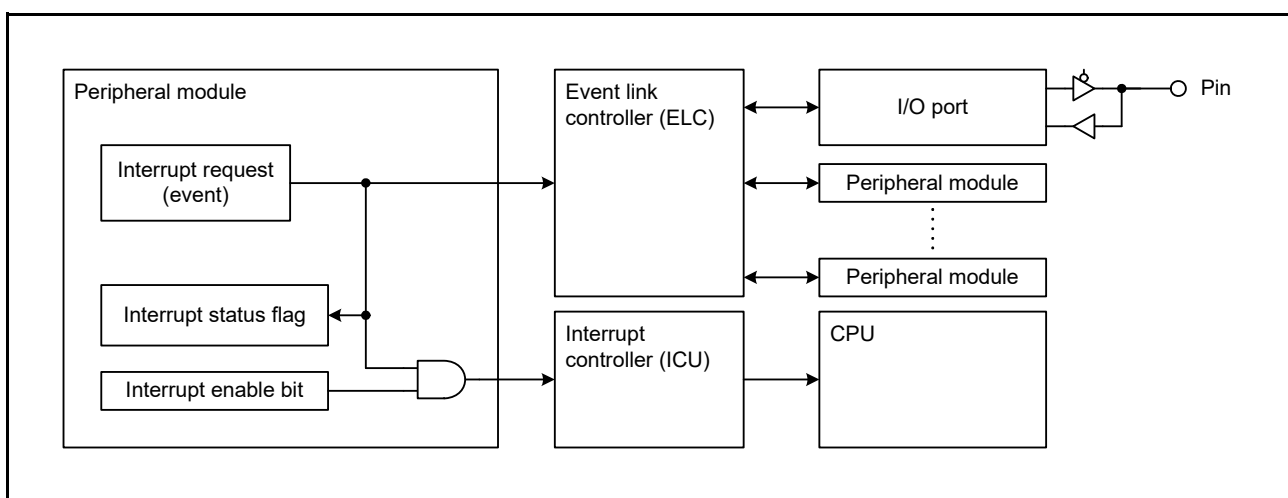 Peripheral module
Interrupt request
(event)
Interrupt status flag
Interrupt enable bit
Event link
controller (ELC)
Interrupt
controller (ICU)
I/O port
Pin
Peripheral module
Peripheral module
CPU